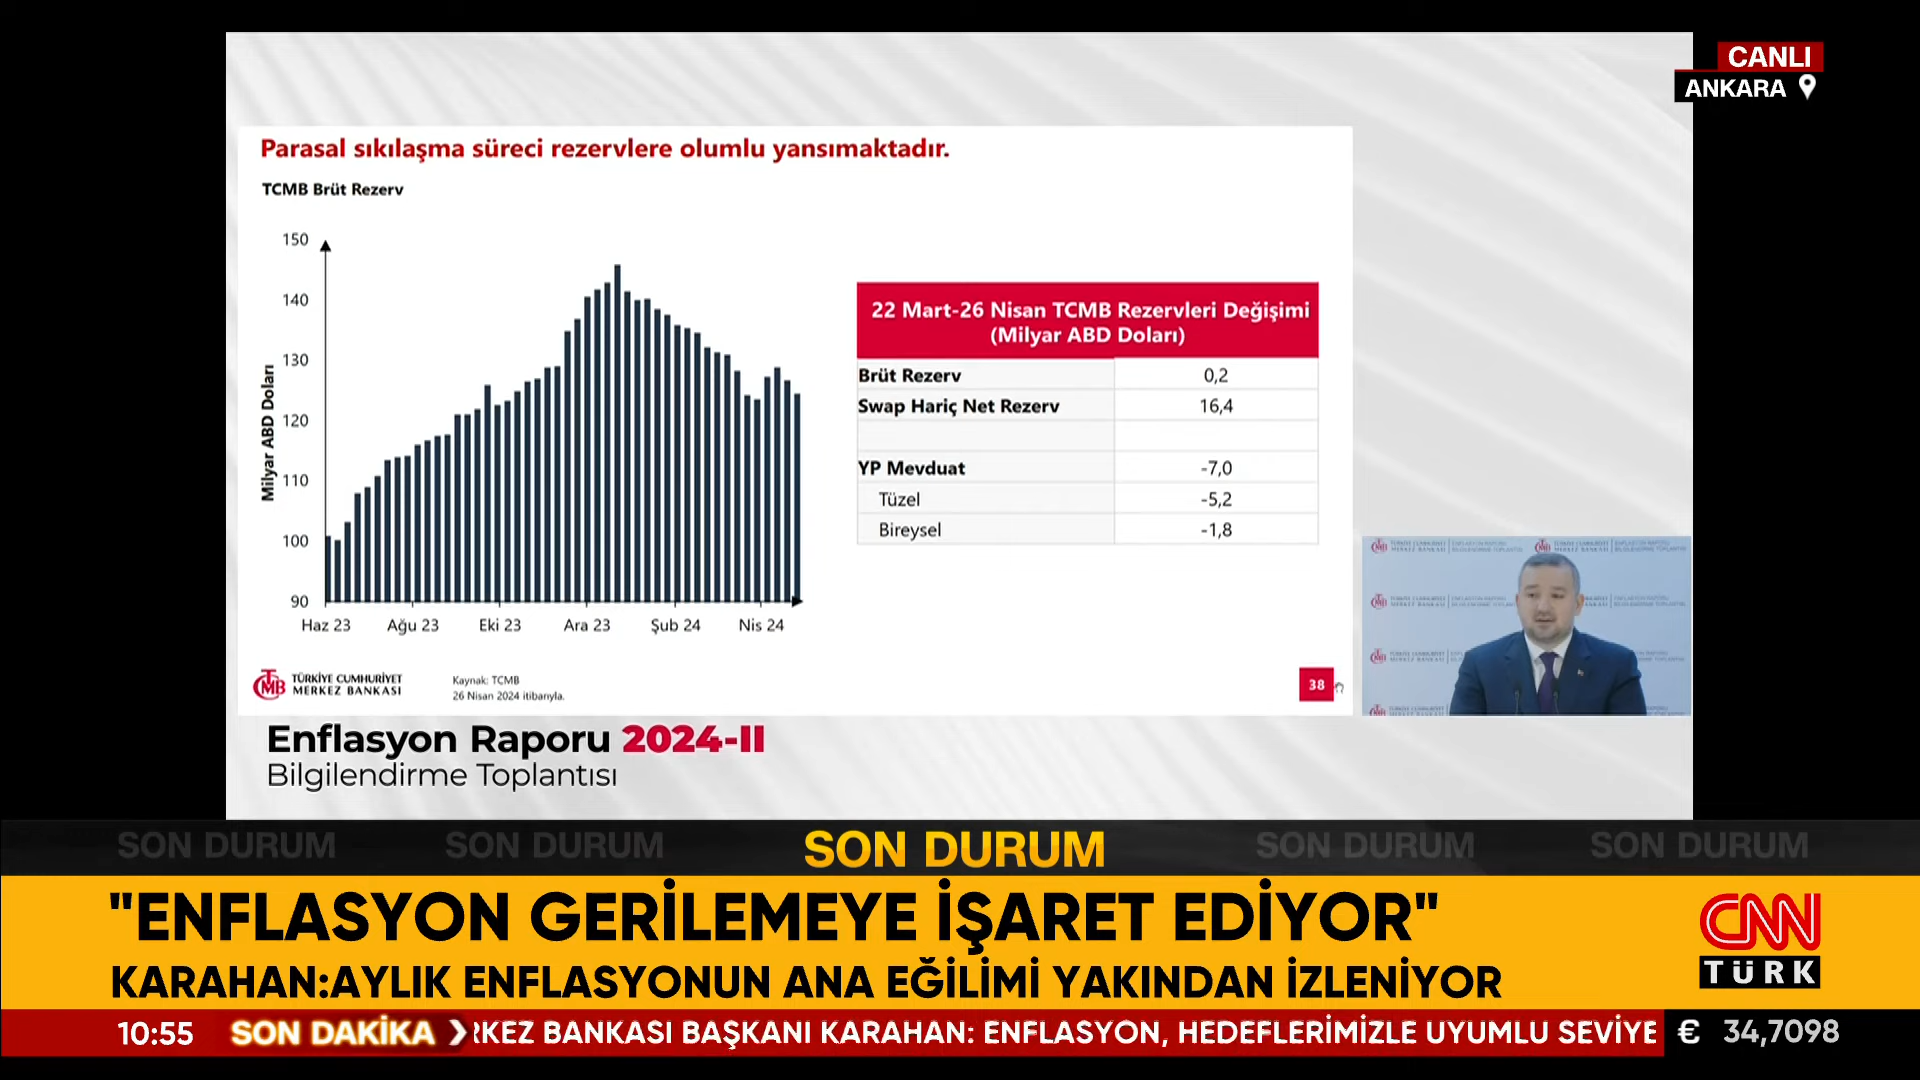 CANLI
ANKARA
Parasal sıkılaşma süreci rezervlere olumlu yansımaktadır.
TCMB Brüt Rezerv
Milyar ABD Doları
150
140
130
120
110
100
90
Haz 23 Ağu 23 Eki 23 Ara 23 Şub 24 Nis 24
22 Mart-26 Nisan TCMB Rezervleri Değişimi
(Milyar ABD Doları)
Brüt Rezerv 0,2
Swap Hariç Net Rezerv 16,4
YP Mevduat -7,0
Tüzel -5,2
Bireysel -1,8
TÜRKİYE CUMHURİYET
MERKEZ BANKASI
Kaynak: TCMB
26 Nisan 2024 itibarıyla.
38
Enflasyon Raporu 2024-II
Bilgilendirme Toplantısı
SON DURUM SON DURUM SON DURUM SON DURUM SON DURUM
"ENFLASYON GERİLEMEYE İŞARET EDİYOR"
KARAHAN:AYLIK ENFLASYONUN ANA EĞİLİMİ YAKINDAN İZLENİYOR
CNN
TÜRK
10:55 SON DAKİKA RKEZ BANKASI BAŞKANI KARAHAN: ENFLASYON, HEDEFLERİMİZLE UYUMLU SEVİYE € 34,7098